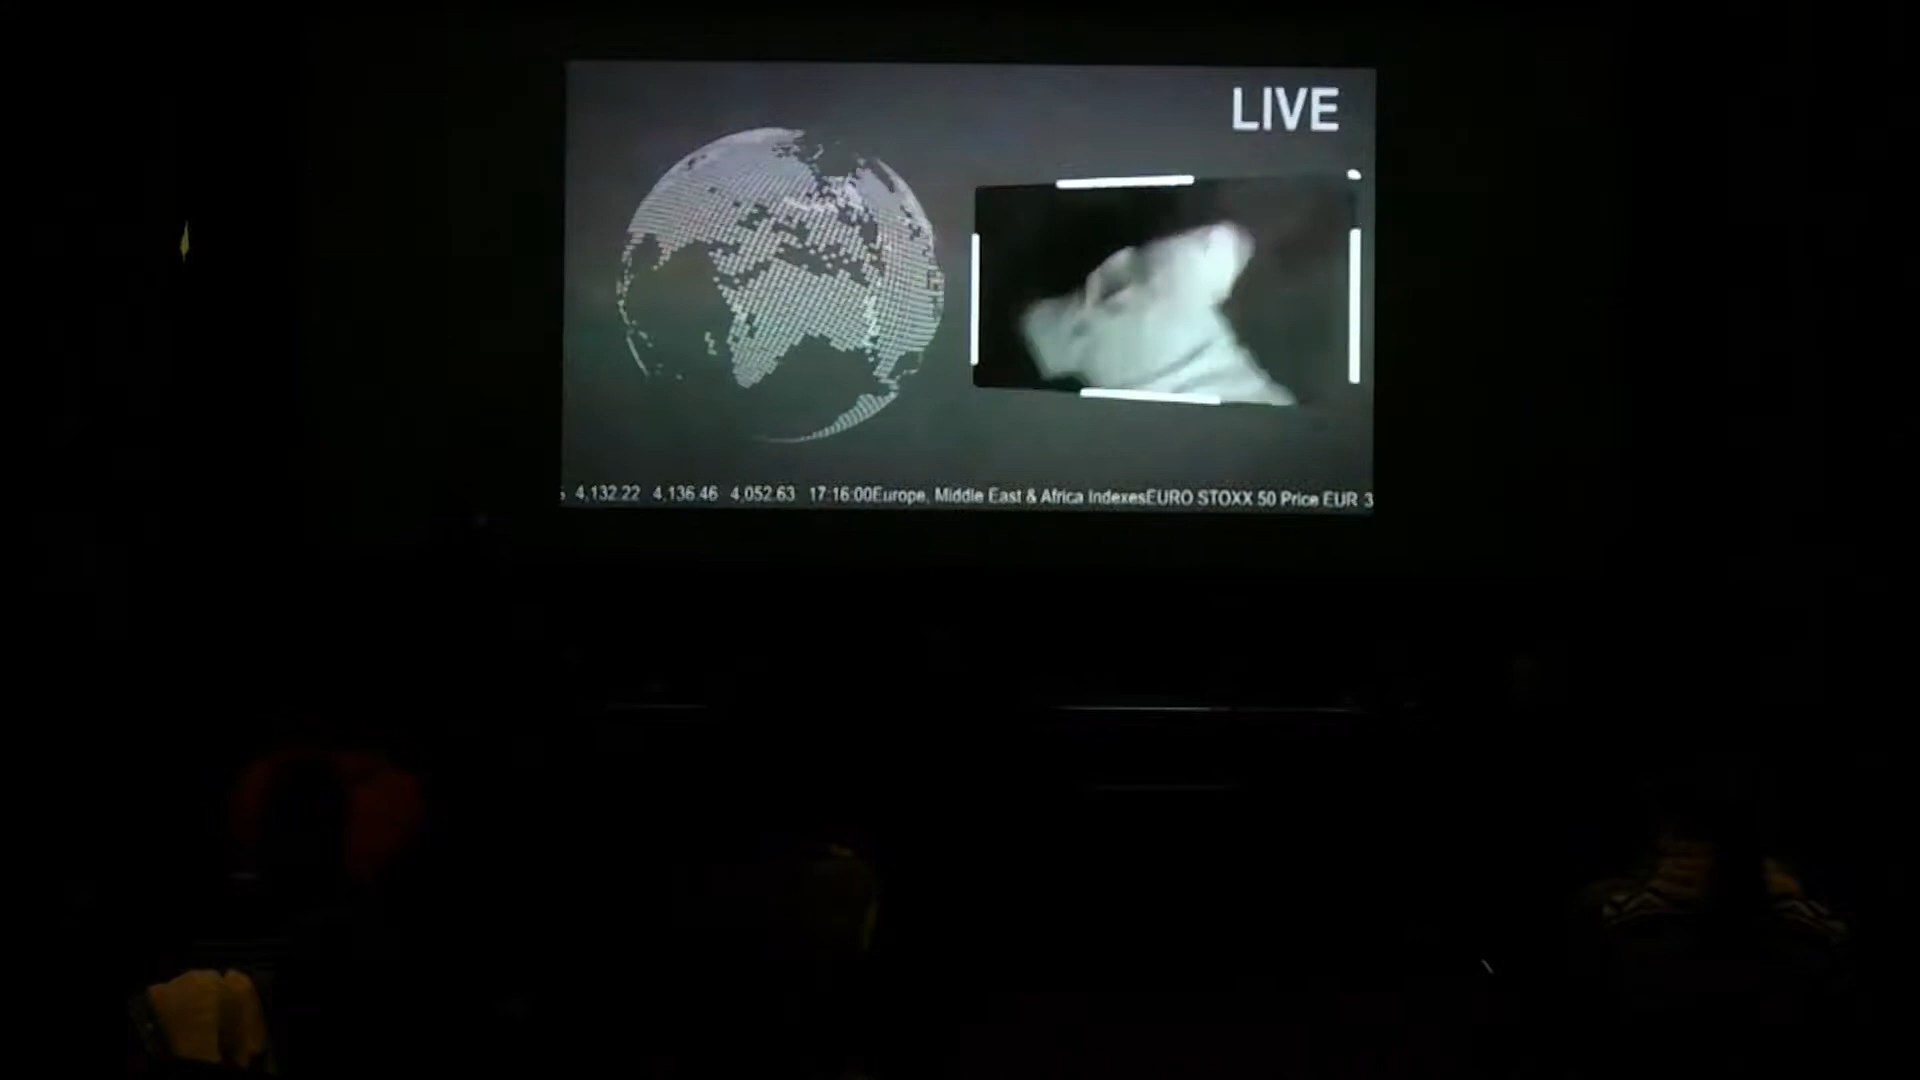 LIVE
4,132.22 4,136.46 4,052.63 17:16:00Europe, Middle East & Africa IndexesEURO STOXX 50 Price EUR 3